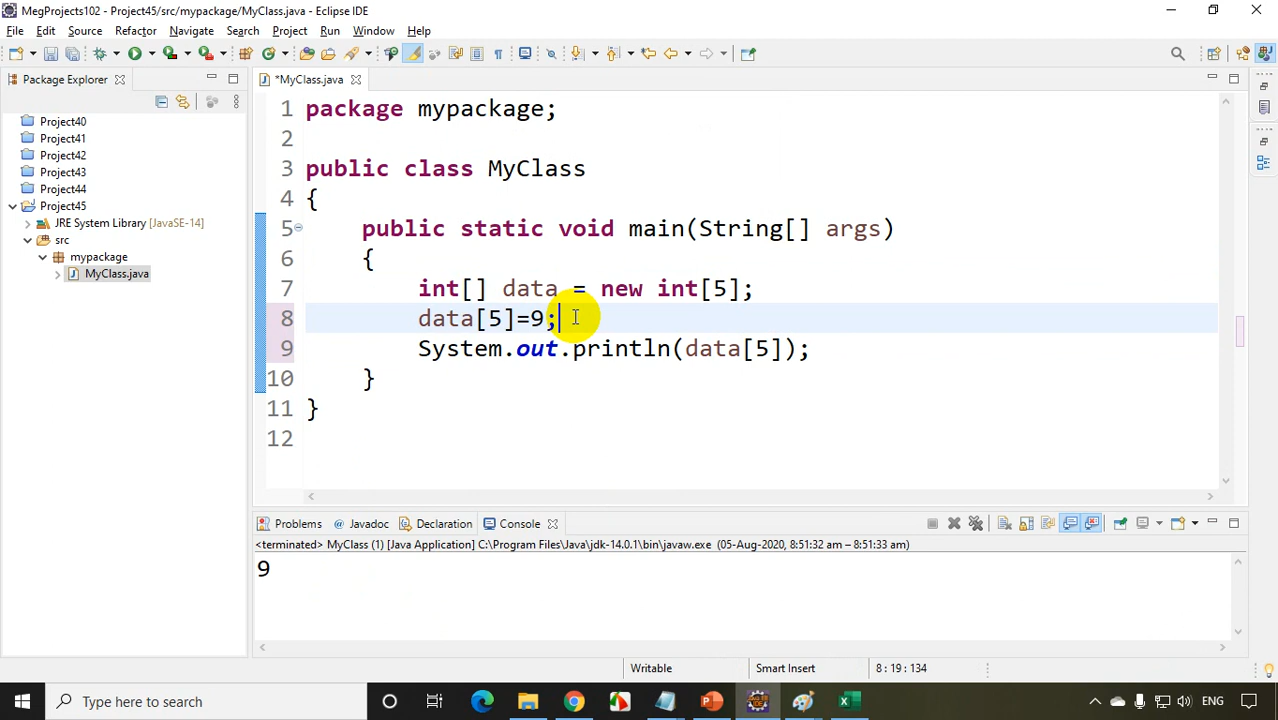 MegProjects102 - Project45/src/mypackage/MyClass.java - Eclipse IDE
File Edit Source Refactor Navigate Search Project Run Window Help
Package Explorer
*MyClass.java
Project40
Project41
Project42
Project43
Project44
Project45
JRE System Library [JavaSE-14]
src
mypackage
MyClass.java
1 package mypackage;
2
3 public class MyClass
4 {
5 public static void main(String[] args)
6 {
7 int[] data = new int[5];
8 data[5]=9;
9 System.out.println(data[5]);
10 }
11 }
12
Problems @ Javadoc Declaration Console
<terminated> MyClass (1) [Java Application] C:\Program Files\Java\jdk-14.0.1\bin\javaw.exe (05-Aug-2020, 8:51:32 am – 8:51:33 am)
9
Writable Smart Insert 8 : 19 : 134
Type here to search
ENG